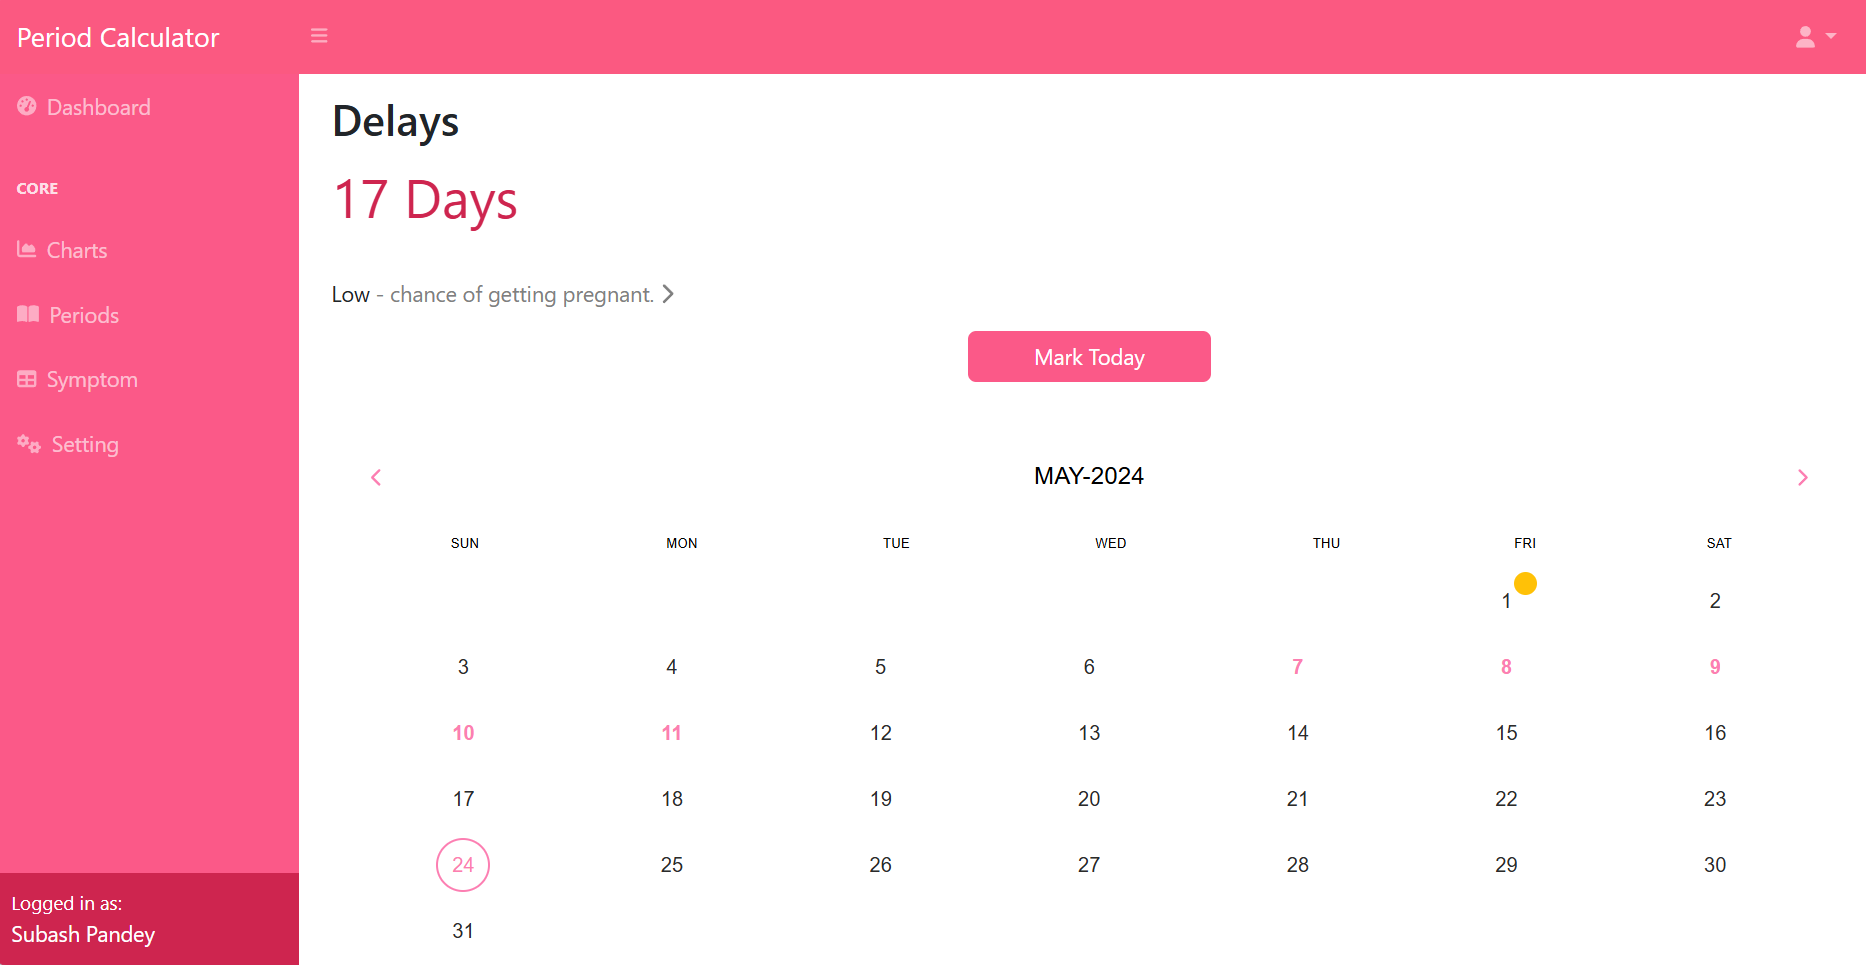 Period Calculator
Dashboard
CORE
Charts
Periods
Symptom
Setting
Logged in as:
Subash Pandey
Delays
17 Days
Low - chance of getting pregnant.
Mark Today
MAY-2024
SUN MON TUE WED THU FRI SAT
1 2
3 4 5 6 7 8 9
10 11 12 13 14 15 16
17 18 19 20 21 22 23
24 25 26 27 28 29 30
31